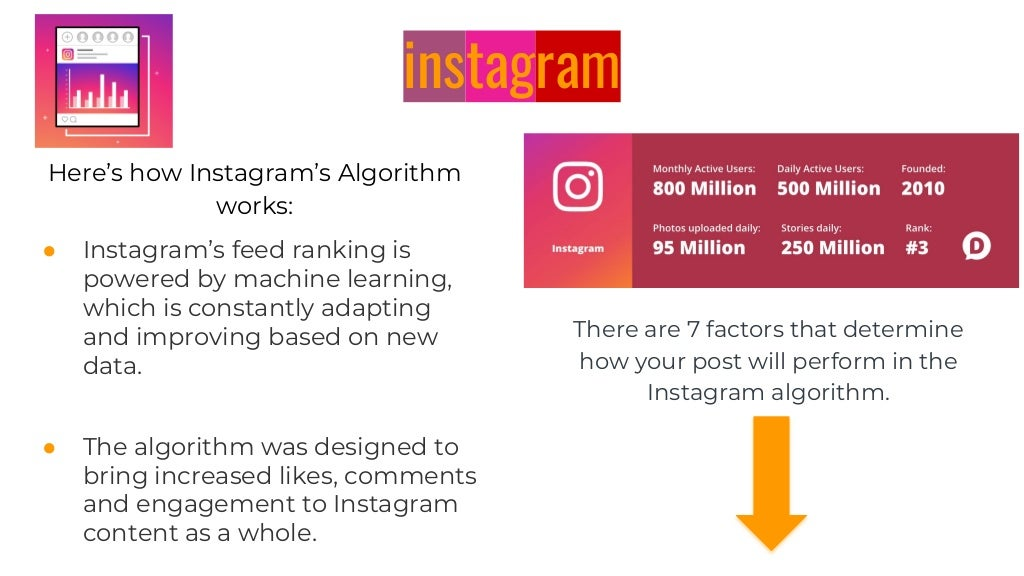 instagram
Here’s how Instagram’s Algorithm
works:
● Instagram’s feed ranking is
powered by machine learning,
which is constantly adapting
and improving based on new
data.
● The algorithm was designed to
bring increased likes, comments
and engagement to Instagram
content as a whole.
Instagram
Monthly Active Users: Daily Active Users: Founded:
800 Million 500 Million 2010
Photos uploaded daily: Stories daily: Rank:
95 Million 250 Million #3
D
There are 7 factors that determine
how your post will perform in the
Instagram algorithm.